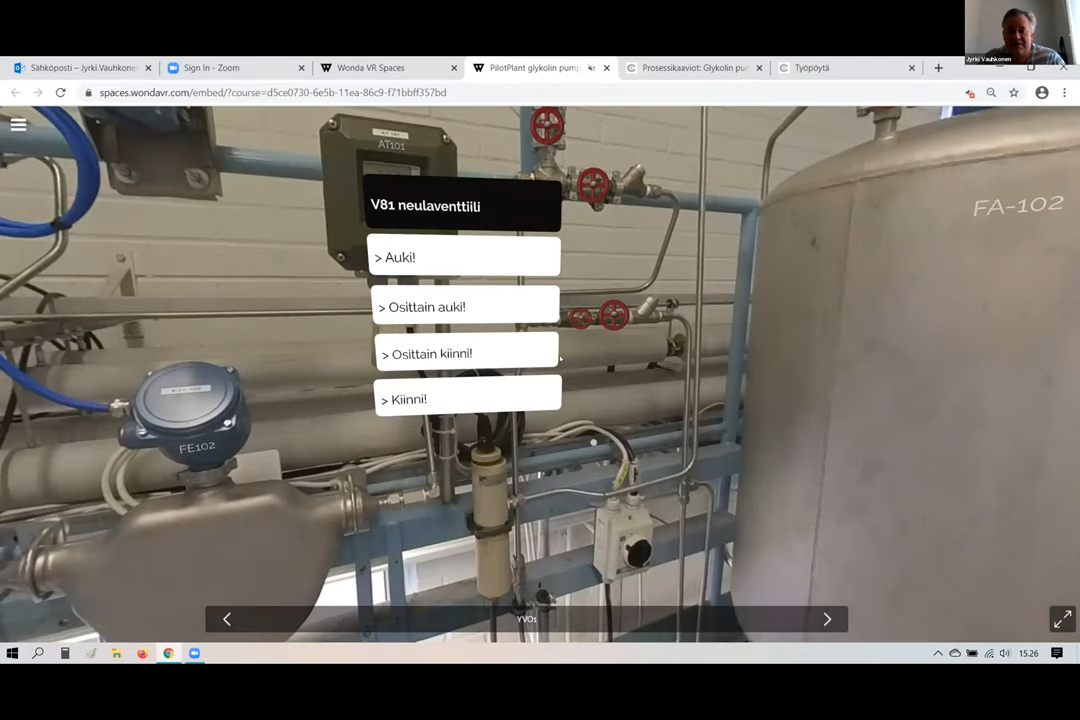 Jyrki Vauhkonen
Sähköposti – Jyrki.Vauhkonen
Sign In - Zoom
Wonda VR Spaces
PilotPlant glykolin pump
Prosessikaaviot: Glykolin pu
Työpöytä
spaces.wondavr.com/embed/?course=d5ce0730-6e5b-11ea-86c9-f71bbff357bd
AT101
FA-102
V81 neulaventtiili
> Auki!
> Osittain auki!
> Osittain kiinni!
> Kiinni!
FE102
YV01
15.26